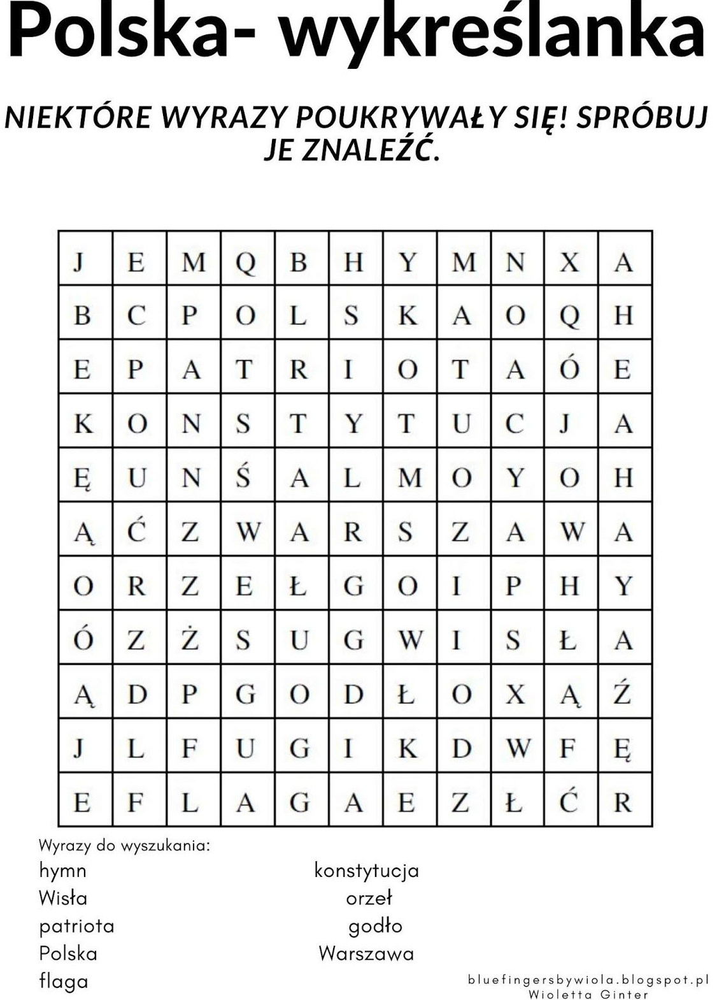 Polska- wykreślanka
NIEKTÓRE WYRAZY POUKRYWAŁY SIĘ! SPRÓBUJ
JE ZNALEŹĆ.
J E M Q B H Y M N X A
B C P O L S K A O Q H
E P A T R I O T A Ó E
K O N S T Y T U C J A
Ę U N Ś A L M O Y O H
Ą Ć Z W A R S Z A W A
O R Z E Ł G O I P H Y
Ó Z Ż S U G W I S Ł A
Ą D P G O D Ł O X Ą Ź
J L F U G I K D W F Ę
E F L A G A E Z Ł Ć R
Wyrazy do wyszukania:
hymn
Wisła
patriota
Polska
flaga
konstytucja
orzeł
godło
Warszawa
bluefingersbywiola.blogspot.pl
Wioletta Ginter